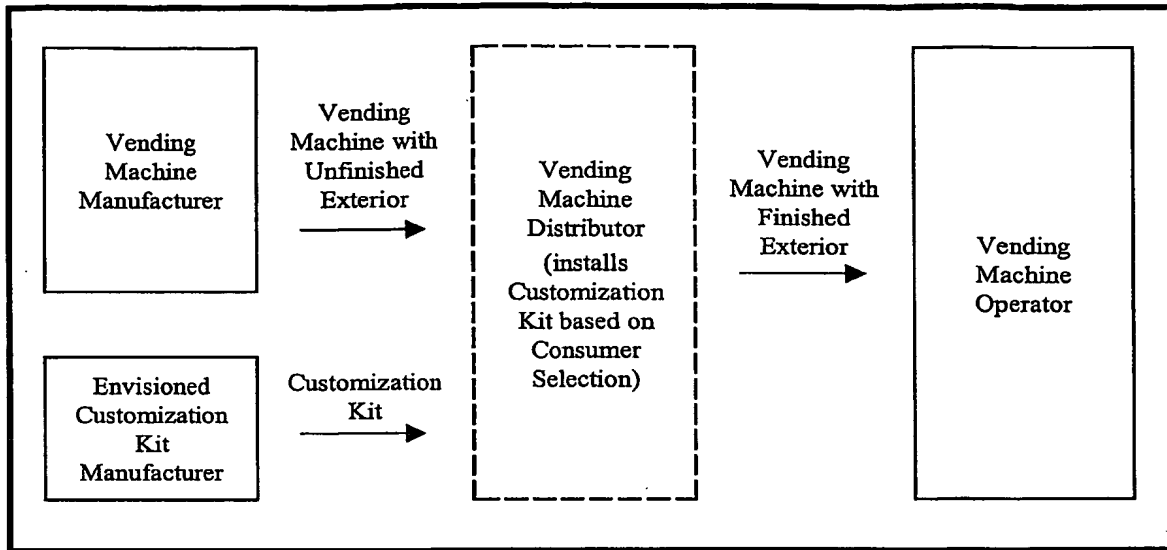 Vending
Machine
Manufacturer
Vending
Machine with
Unfinished
Exterior
Envisioned
Customization
Kit
Manufacturer
Customization
Kit
Vending
Machine
Distributor
(installs
Customization
Kit based on
Consumer
Selection)
Vending
Machine with
Finished
Exterior
Vending
Machine
Operator